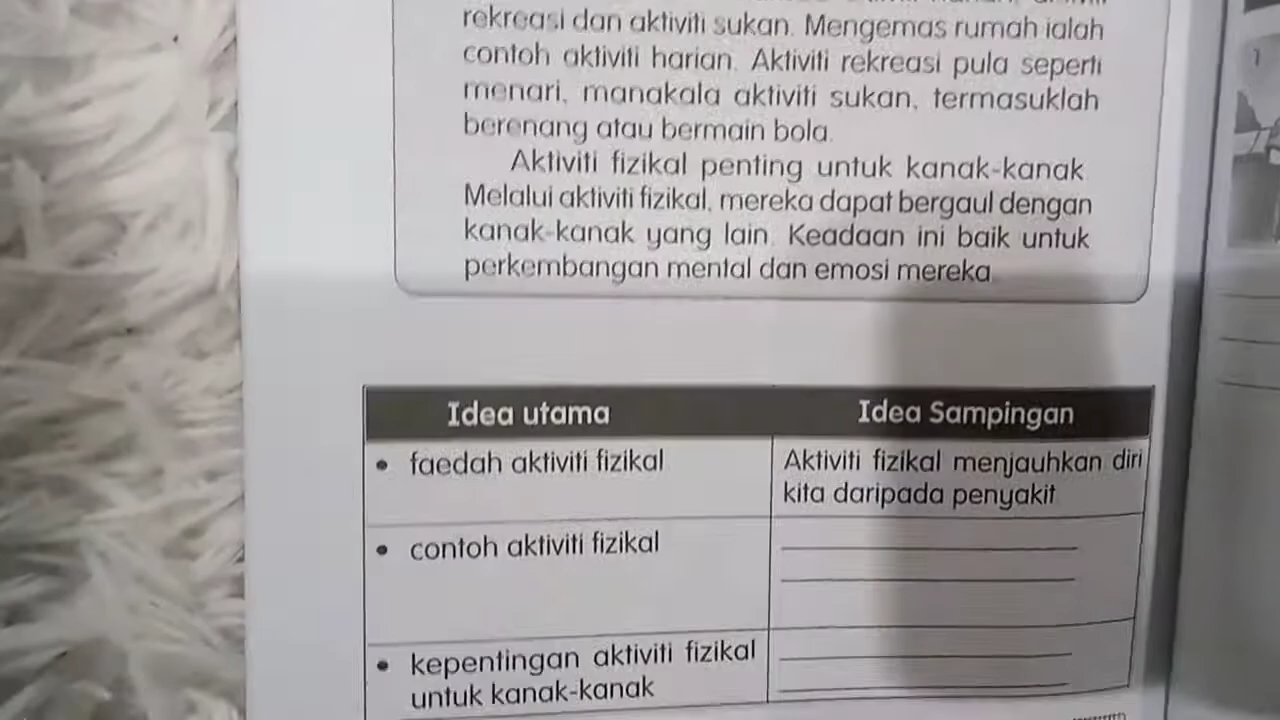 rekreasi dan aktiviti sukan. Mengemas rumah ialah
contoh aktiviti harian. Aktiviti rekreasi pula seperti
menari, manakala aktiviti sukan, termasuklah
berenang atau bermain bola.
Aktiviti fizikal penting untuk kanak-kanak
Melalui aktiviti fizikal, mereka dapat bergaul dengan
kanak-kanak yang lain. Keadaan ini baik untuk
perkembangan mental dan emosi mereka
Idea utama
Idea Sampingan
• faedah aktiviti fizikal
Aktiviti fizikal menjauhkan diri
kita daripada penyakit
• contoh aktiviti fizikal
• kepentingan aktiviti fizikal
untuk kanak-kanak
1